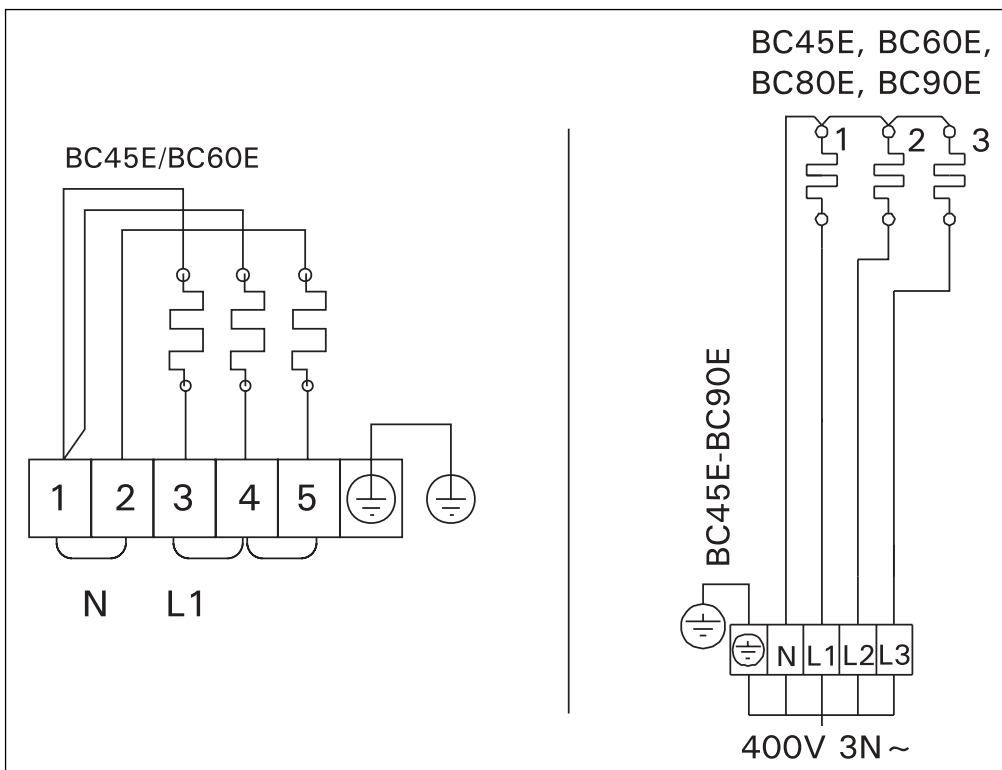 BC45E/BC60E
1 2 3 4 5
N L1
BC45E, BC60E,
BC80E, BC90E
1 2 3
BC45E-BC90E
N L1 L2 L3
400V 3N~